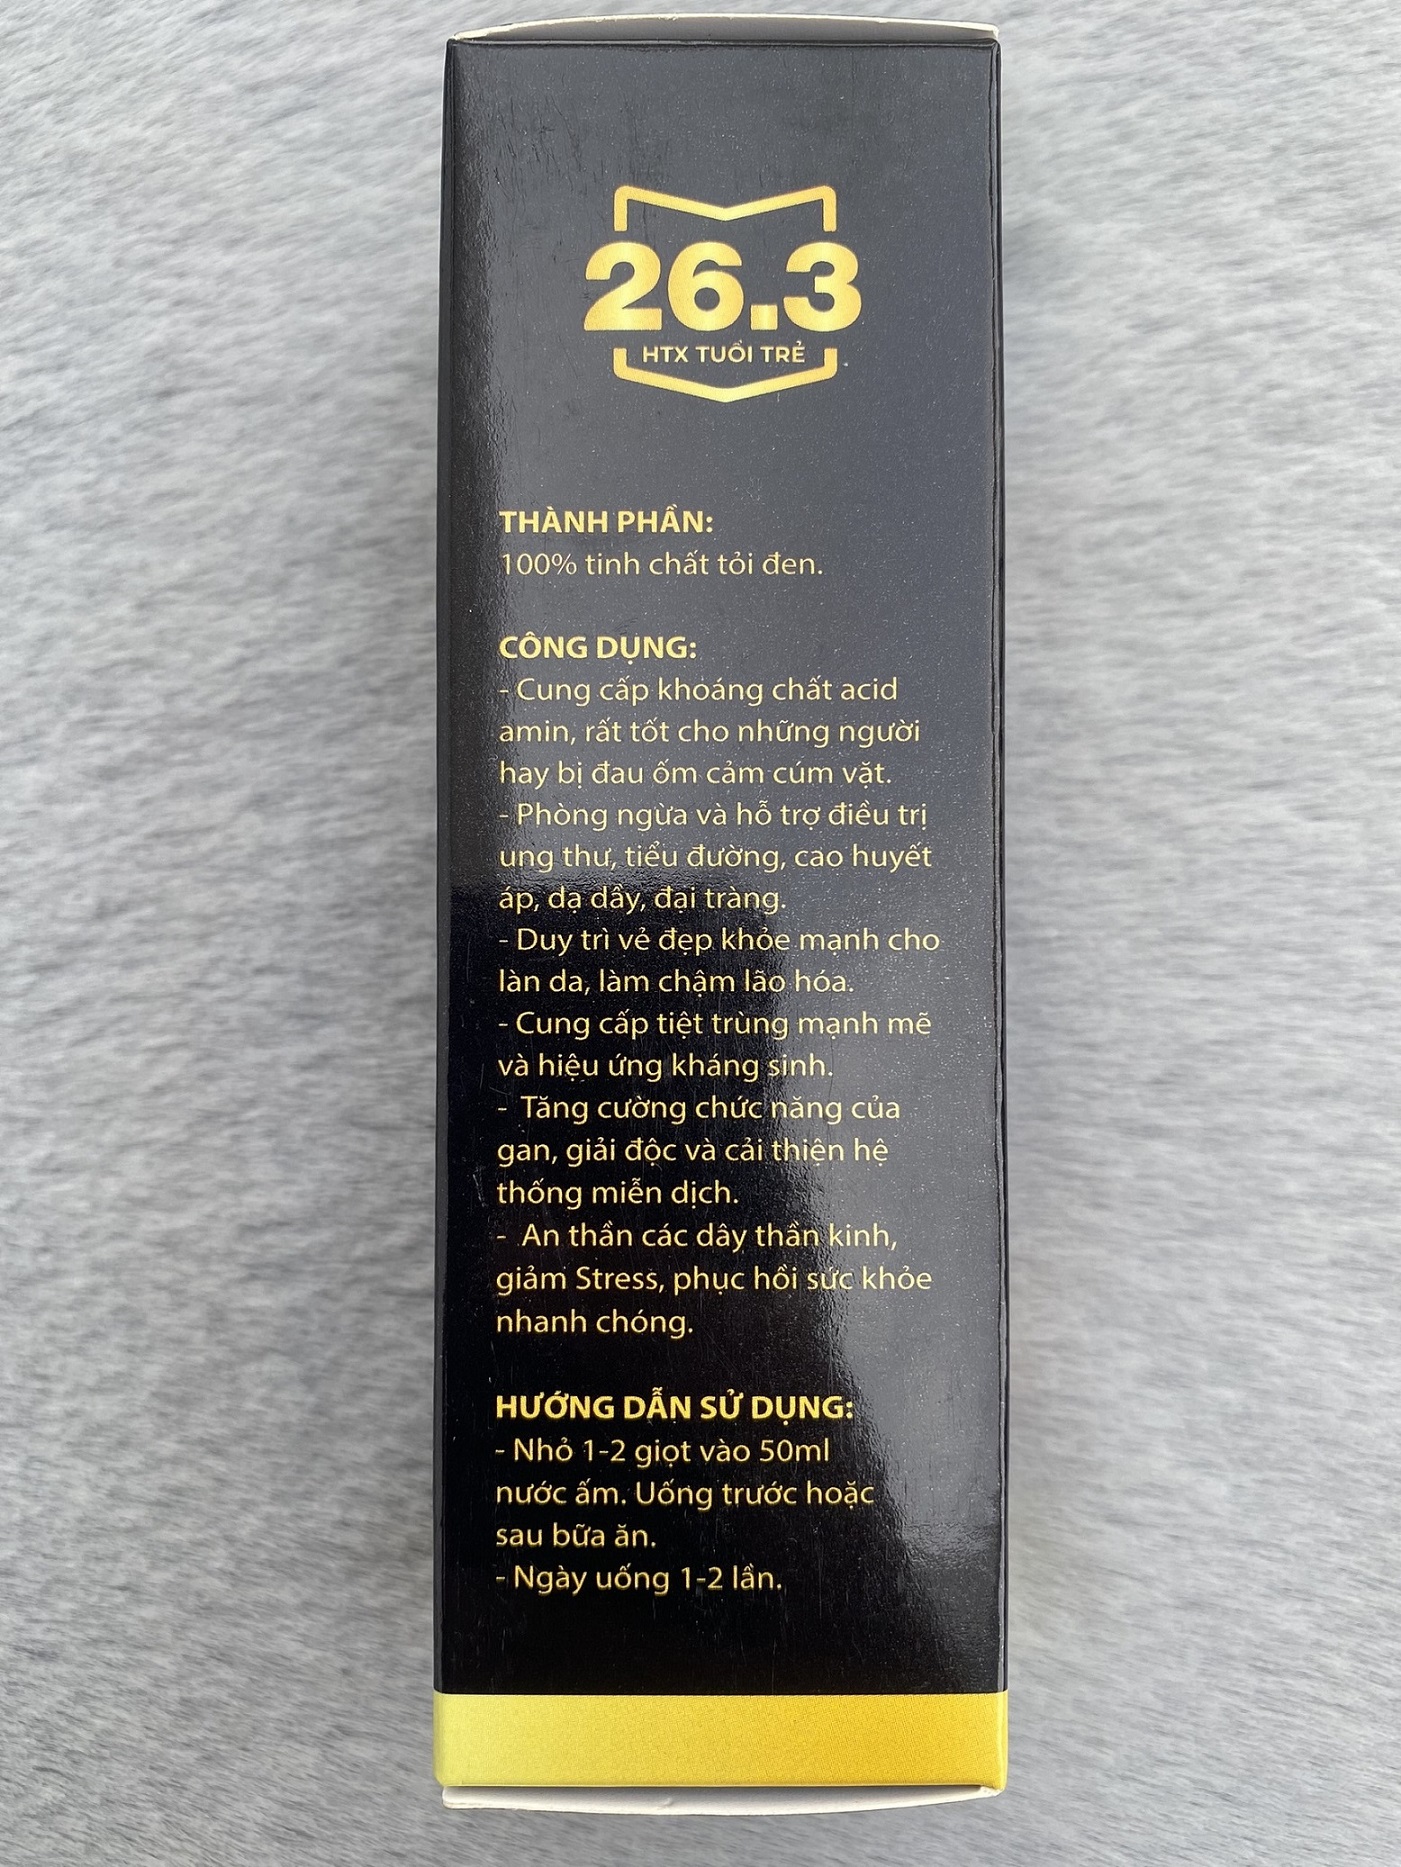 26.3
HTX TUỔI TRẺ
THÀNH PHẦN:
100% tinh chất tỏi đen.
CÔNG DỤNG:
- Cung cấp khoáng chất acid
amin, rất tốt cho những người
hay bị đau ốm cảm cúm vặt.
- Phòng ngừa và hỗ trợ điều trị
ung thư, tiểu đường, cao huyết
áp, dạ dây, đại tràng.
- Duy trì vẻ đẹp khỏe mạnh cho
làn da, làm chậm lão hóa.
- Cung cấp tiệt trùng mạnh mẽ
và hiệu ứng kháng sinh.
- Tăng cường chức năng của
gan, giải độc và cải thiện hệ
thống miễn dịch.
- An thần các dây thần kinh,
giảm Stress, phục hồi sức khỏe
nhanh chóng.
HƯỚNG DẪN SỬ DỤNG:
- Nhỏ 1-2 giọt vào 50ml
nước ấm. Uống trước hoặc
sau bữa ăn.
- Ngày uống 1-2 lần.